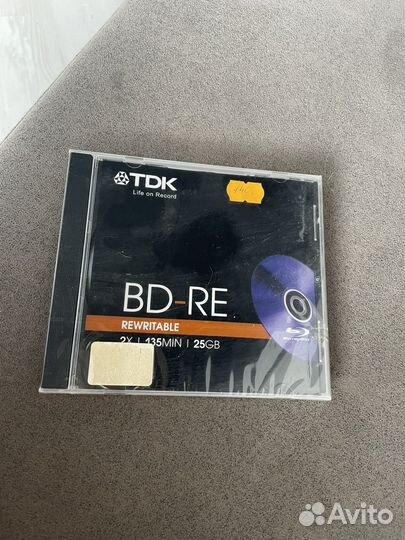 TDK
Life on Record
BD-RE
REWRITABLE
2X | 135MIN | 25GB
Avito